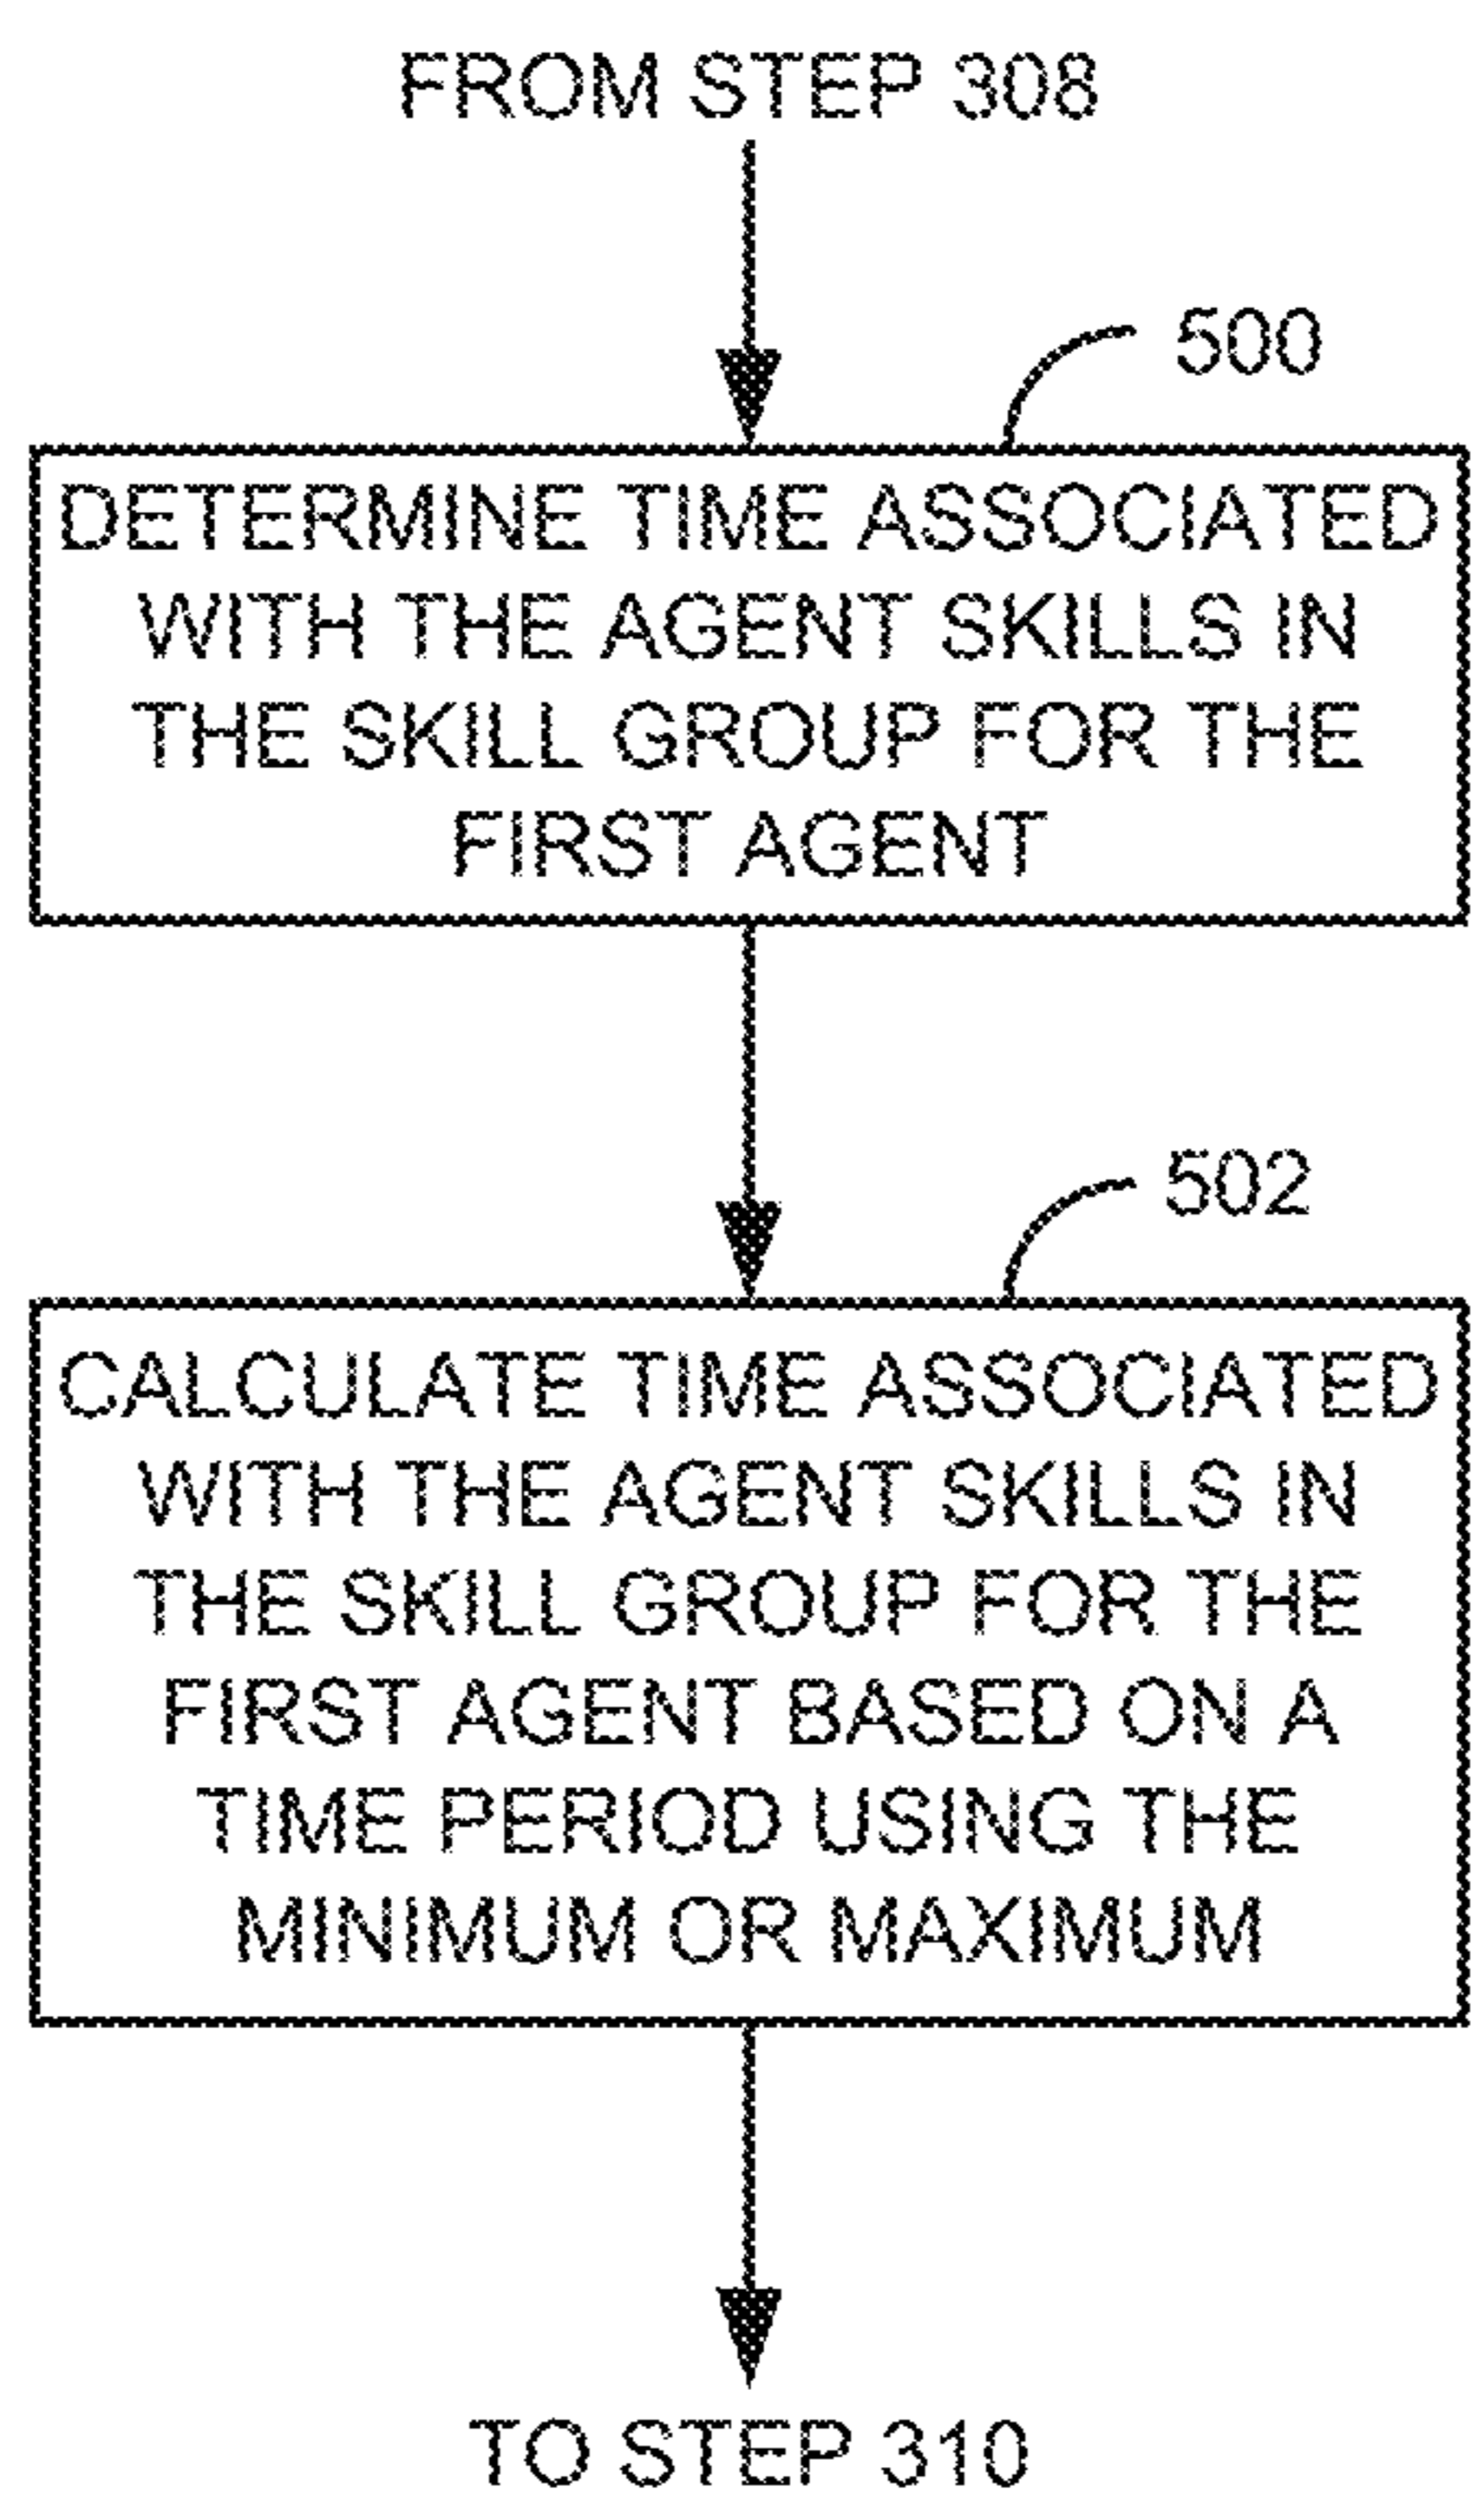 FROM STEP 308
500
DETERMINE TIME ASSOCIATED
WITH THE AGENT SKILLS IN
THE SKILL GROUP FOR THE
FIRST AGENT
502
CALCULATE TIME ASSOCIATED
WITH THE AGENT SKILLS IN
THE SKILL GROUP FOR THE
FIRST AGENT BASED ON A
TIME PERIOD USING THE
MINIMUM OR MAXIMUM
TO STEP 310